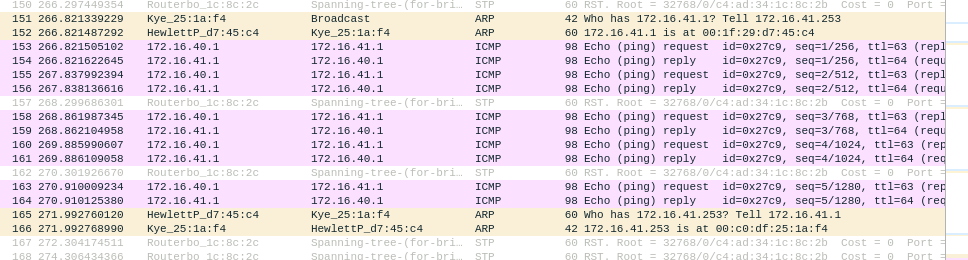 150 266.297449354 Routerbo_1c:8c:2c Spanning-tree-(for-bri… STP 60 RST. Root = 32768/0/c4:ad:34:1c:8c:2b Cost = 0 Port =
151 266.821339229 Kye_25:1a:f4 Broadcast ARP 42 Who has 172.16.41.1? Tell 172.16.41.253
152 266.821487292 HewlettP_d7:45:c4 Kye_25:1a:f4 ARP 60 172.16.41.1 is at 00:1f:29:d7:45:c4
153 266.821505102 172.16.40.1 172.16.41.1 ICMP 98 Echo (ping) request id=0x27c9, seq=1/256, ttl=63 (repl
154 266.821622645 172.16.41.1 172.16.40.1 ICMP 98 Echo (ping) reply id=0x27c9, seq=1/256, ttl=64 (requ
155 267.837992394 172.16.40.1 172.16.41.1 ICMP 98 Echo (ping) request id=0x27c9, seq=2/512, ttl=63 (repl
156 267.838136616 172.16.41.1 172.16.40.1 ICMP 98 Echo (ping) reply id=0x27c9, seq=2/512, ttl=64 (requ
157 268.299686301 Routerbo_1c:8c:2c Spanning-tree-(for-bri… STP 60 RST. Root = 32768/0/c4:ad:34:1c:8c:2b Cost = 0 Port =
158 268.861987345 172.16.40.1 172.16.41.1 ICMP 98 Echo (ping) request id=0x27c9, seq=3/768, ttl=63 (repl
159 268.862104958 172.16.41.1 172.16.40.1 ICMP 98 Echo (ping) reply id=0x27c9, seq=3/768, ttl=64 (requ
160 269.885990607 172.16.40.1 172.16.41.1 ICMP 98 Echo (ping) request id=0x27c9, seq=4/1024, ttl=63 (rep
161 269.886109058 172.16.41.1 172.16.40.1 ICMP 98 Echo (ping) reply id=0x27c9, seq=4/1024, ttl=64 (req
162 270.301926670 Routerbo_1c:8c:2c Spanning-tree-(for-bri… STP 60 RST. Root = 32768/0/c4:ad:34:1c:8c:2b Cost = 0 Port =
163 270.910009234 172.16.40.1 172.16.41.1 ICMP 98 Echo (ping) request id=0x27c9, seq=5/1280, ttl=63 (rep
164 270.910125380 172.16.41.1 172.16.40.1 ICMP 98 Echo (ping) reply id=0x27c9, seq=5/1280, ttl=64 (req
165 271.992760120 HewlettP_d7:45:c4 Kye_25:1a:f4 ARP 60 Who has 172.16.41.253? Tell 172.16.41.1
166 271.992768990 Kye_25:1a:f4 HewlettP_d7:45:c4 ARP 42 172.16.41.253 is at 00:c0:df:25:1a:f4
167 272.304174511 Routerbo_1c:8c:2c Spanning-tree-(for-bri… STP 60 RST. Root = 32768/0/c4:ad:34:1c:8c:2b Cost = 0 Port =
168 274.306434366 Routerbo_1c:8c:2c Spanning-tree-(for-bri… STP 60 RST. Root = 32768/0/c4:ad:34:1c:8c:2b Cost = 0 Port =